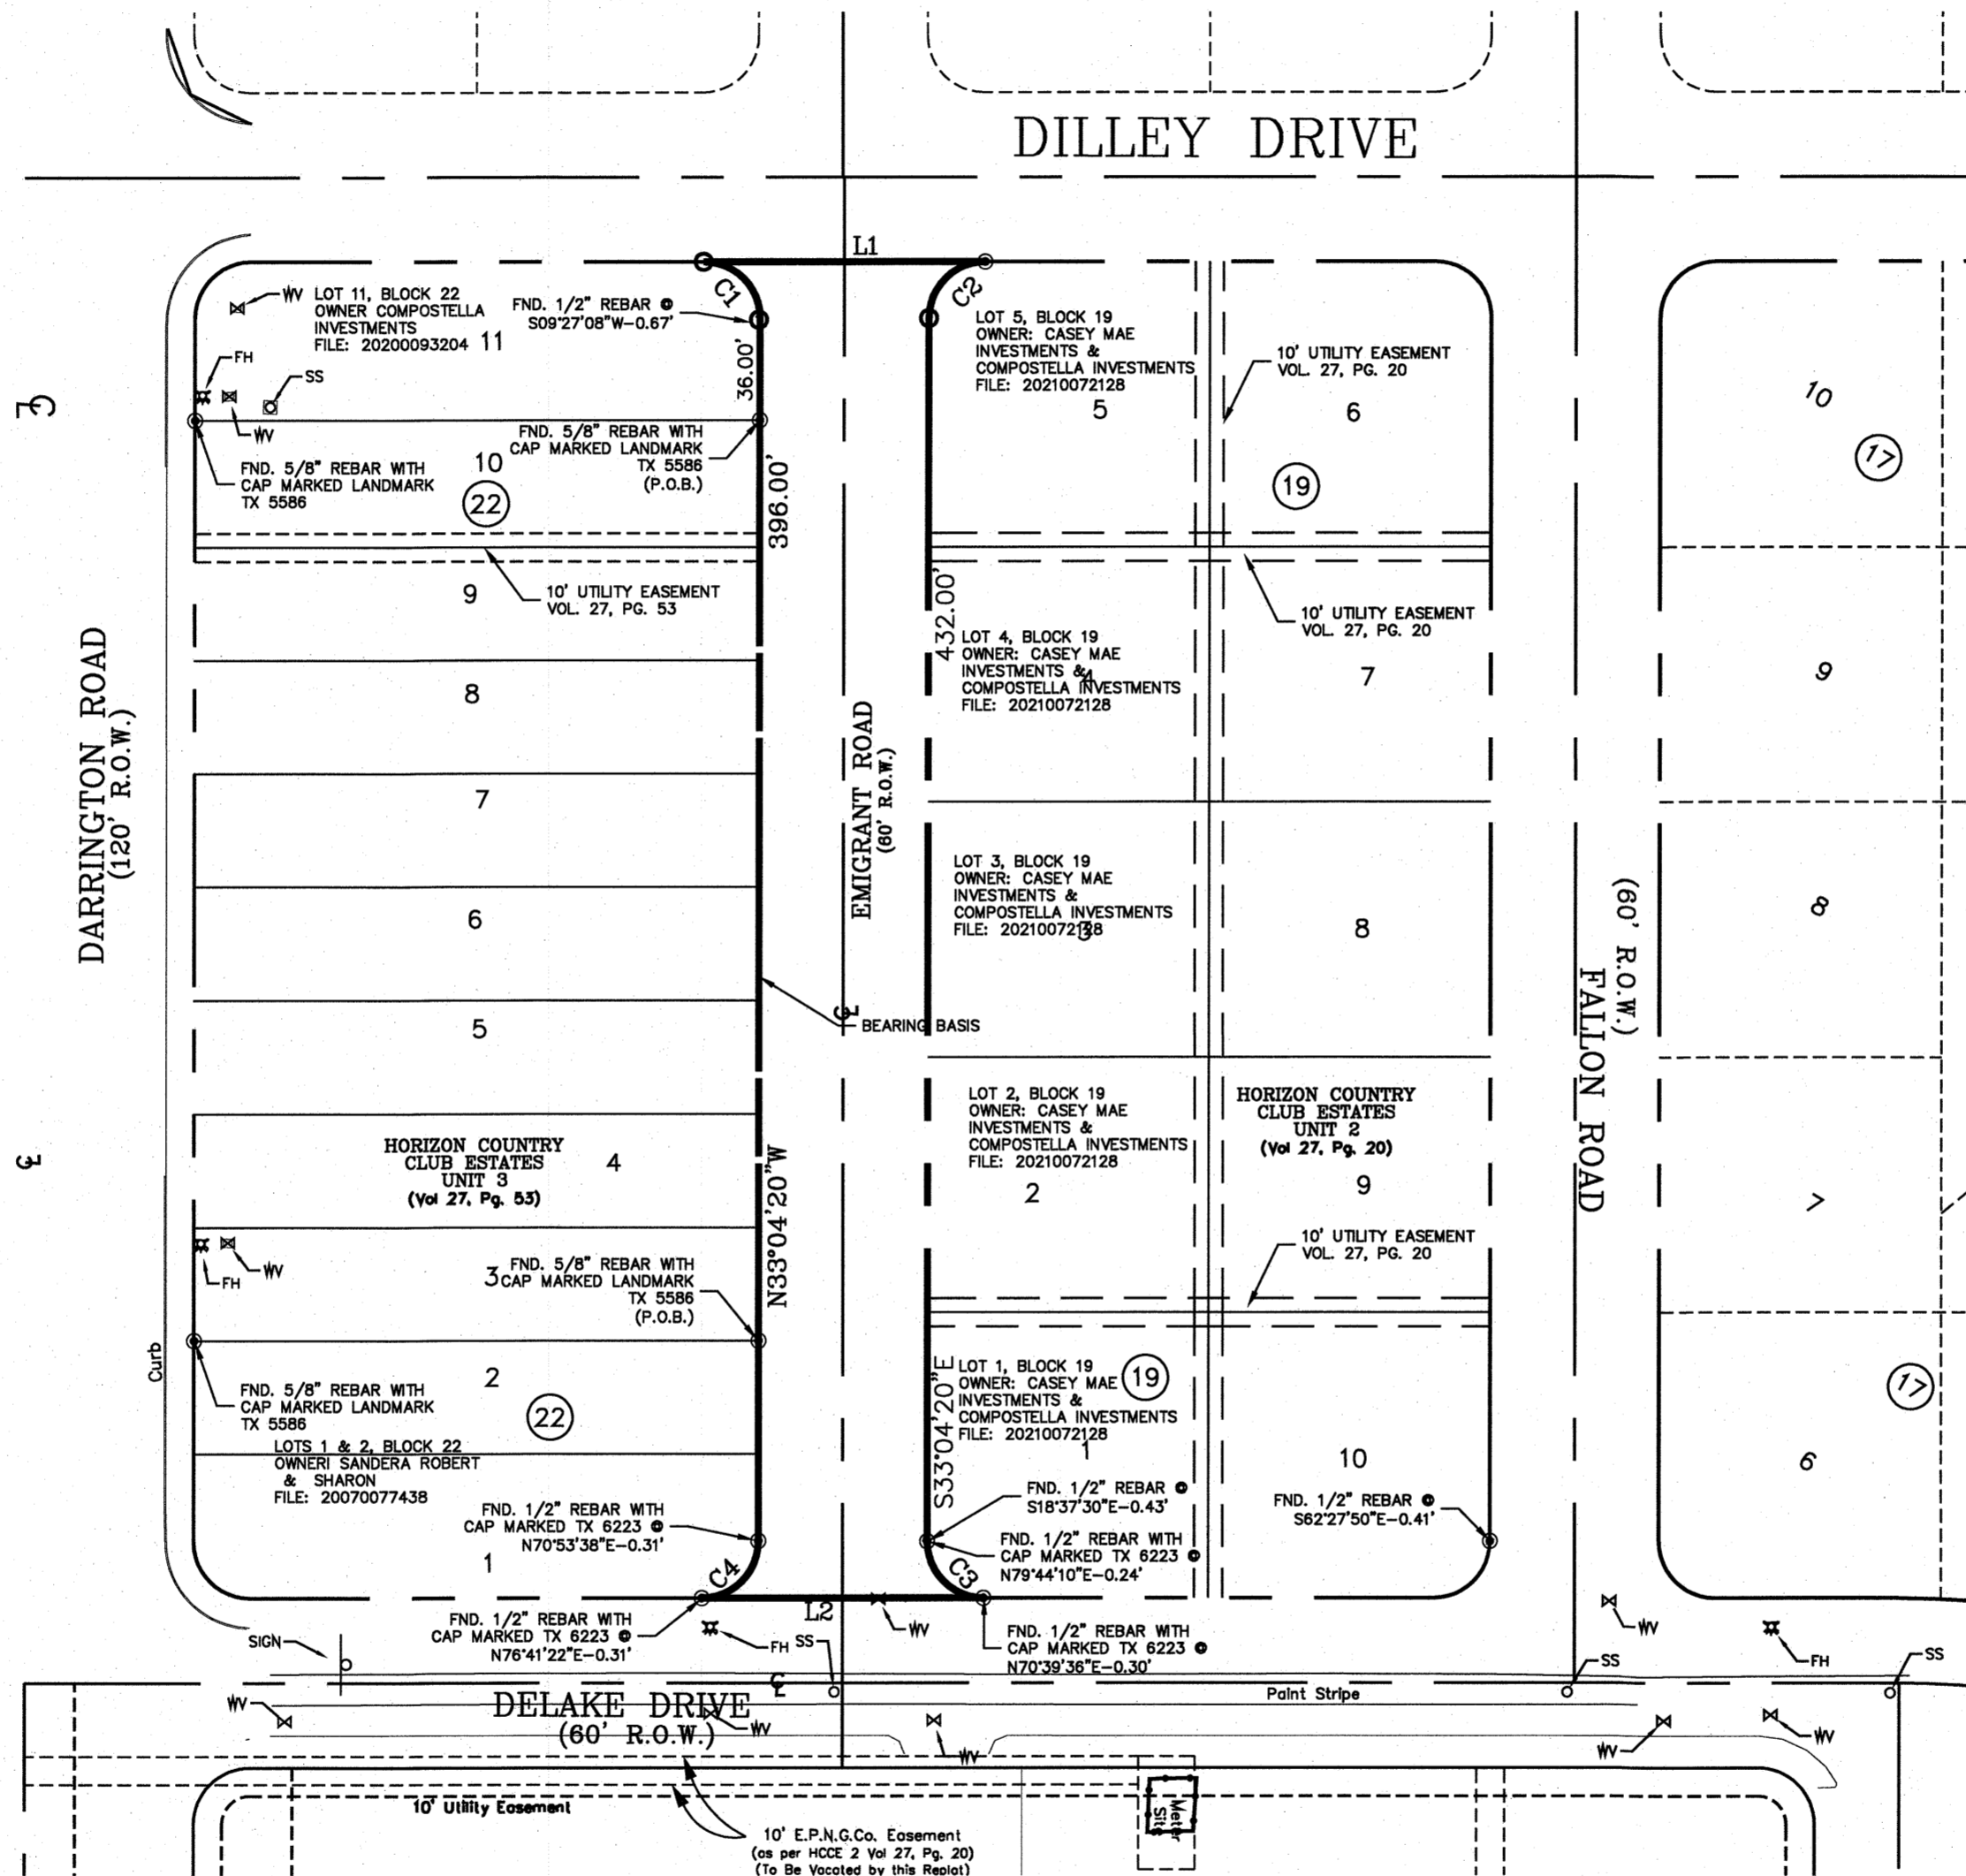 DILLEY DRIVE
L1
C1
C2
WV
LOT 11, BLOCK 22
OWNER COMPOSTELLA
INVESTMENTS
FILE: 20200093204
11
FND. 1/2" REBAR @
S09°27'08"W-0.67'
FH
SS
WV
36.00'
FND. 5/8" REBAR WITH
CAP MARKED LANDMARK
TX 5586
FND. 5/8" REBAR WITH
CAP MARKED LANDMARK
TX 5586
(P.O.B.)
10
22
396.00'
10' UTILITY EASEMENT
VOL. 27, PG. 53
9
8
7
6
5
4
DARRINGTON ROAD
(120' R.O.W.)
HORIZON COUNTRY
CLUB ESTATES
UNIT 3
(Vol 27, Pg. 53)
N33°04'20"W
FH
WV
3
FND. 5/8" REBAR WITH
CAP MARKED LANDMARK
TX 5586
(P.O.B.)
Curb
2
22
FND. 5/8" REBAR WITH
CAP MARKED LANDMARK
TX 5586
LOTS 1 & 2, BLOCK 22
OWNERI SANDERA ROBERT
& SHARON
FILE: 20070077438
FND. 1/2" REBAR WITH
CAP MARKED TX 6223 @
N70°53'38"E-0.31'
1
C4
FND. 1/2" REBAR WITH
CAP MARKED TX 6223 @
N76°41'22"E-0.31'
SIGN
L2
EMIGRANT ROAD
(60' R.O.W.)
BEARING BASIS
LOT 5, BLOCK 19
OWNER: CASEY MAE
INVESTMENTS &
COMPOSTELLA INVESTMENTS
FILE: 20210072128
5
10' UTILITY EASEMENT
VOL. 27, PG. 20
6
19
432.00'
LOT 4, BLOCK 19
OWNER: CASEY MAE
INVESTMENTS &
COMPOSTELLA INVESTMENTS
FILE: 20210072128
4
10' UTILITY EASEMENT
VOL. 27, PG. 20
7
LOT 3, BLOCK 19
OWNER: CASEY MAE
INVESTMENTS &
COMPOSTELLA INVESTMENTS
FILE: 20210072128
3
8
LOT 2, BLOCK 19
OWNER: CASEY MAE
INVESTMENTS &
COMPOSTELLA INVESTMENTS
FILE: 20210072128
2
HORIZON COUNTRY
CLUB ESTATES
UNIT 2
(Vol 27, Pg. 20)
9
10' UTILITY EASEMENT
VOL. 27, PG. 20
S33°04'20"E
LOT 1, BLOCK 19
OWNER: CASEY MAE
INVESTMENTS &
COMPOSTELLA INVESTMENTS
FILE: 20210072128
19
1
10
FND. 1/2" REBAR @
S18°37'30"E-0.43'
FND. 1/2" REBAR WITH
CAP MARKED TX 6223 @
N79°44'10"E-0.24'
FND. 1/2" REBAR @
S62°27'50"E-0.41'
C3
FND. 1/2" REBAR WITH
CAP MARKED TX 6223 @
N70°39'36"E-0.30'
WV
FH
SS
(60' R.O.W.)
FALLON ROAD
10
17
9
8
7
17
6
WV
FH
SS
SS
DELAKE DRIVE
(60' R.O.W.)
Paint Stripe
WV
WV
WV
WV
WV
10' Utility Easement
Meter
Site
10' E.P.N.G.Co. Easement
(as per HCCE 2 Vol 27, Pg. 20)
(To Be Vacated by this Replat)